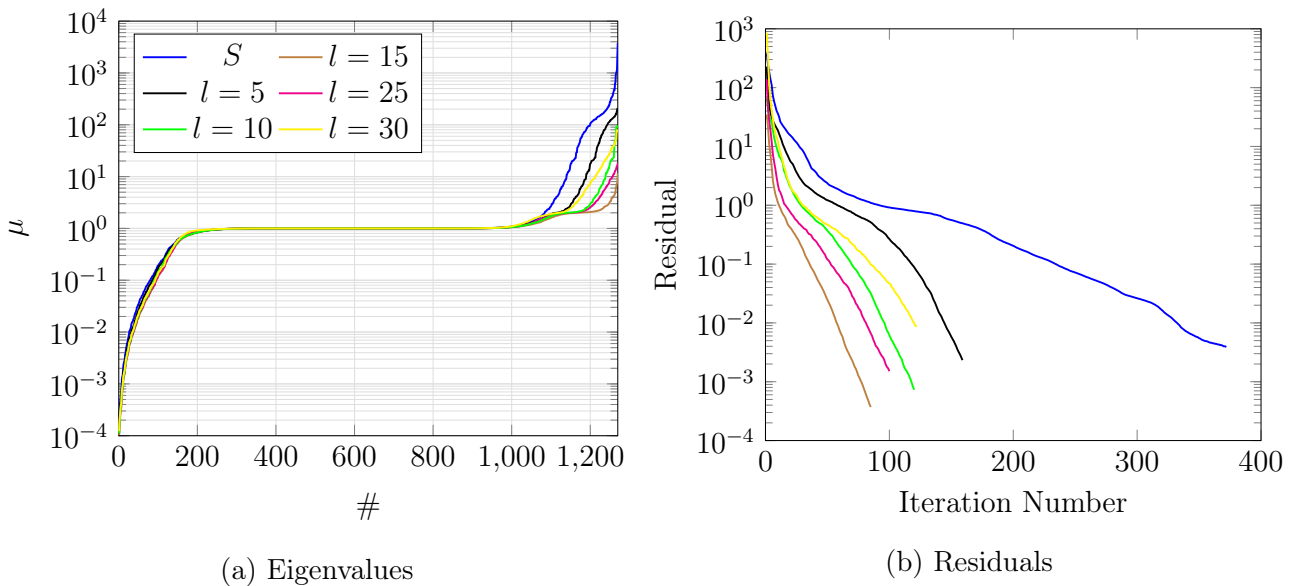 10^4
10^3
10^2
10^1
10^0
10^{-1}
10^{-2}
10^{-3}
10^{-4}
μ
S
l = 15
l = 5
l = 25
l = 10
l = 30
0 200 400 600 800 1,000 1,200
#
(a) Eigenvalues
10^3
10^2
10^1
10^0
10^{-1}
10^{-2}
10^{-3}
10^{-4}
Residual
0 100 200 300 400
Iteration Number
(b) Residuals